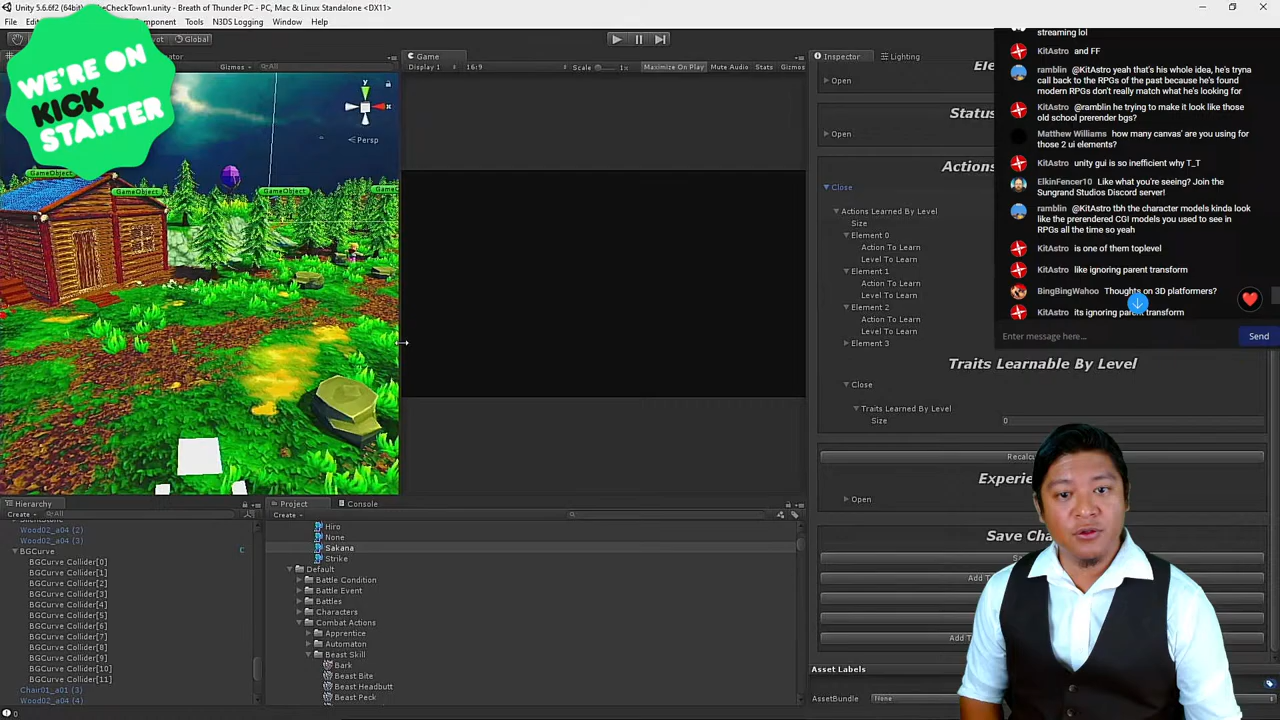 Unity 5.6.6f2 (64bit)
CheckTown1.unity - Breath of Thunder PC - PC, Mac & Linux Standalone <DX11>
File
Tools
N3DS Logging
Window
Help
Global
WE'RE ON
KICK
STARTER
Gizmos
All
y
x
Persp
GameObject
GameObject
GameObject
Game
Display 1
16:9
Scale
1x
Maximize On Play
Mute Audio
Stats
Gizmos
Inspector
Lighting
Open
Status
Open
Actions
Close
Actions Learned By Level
Size
Element 0
Action To Learn
Level To Learn
Element 1
Action To Learn
Level To Learn
Element 2
Action To Learn
Level To Learn
Element 3
Traits Learnable By Level
Close
Traits Learned By Level
Size
0
Open
Asset Labels
AssetBundle
None
streaming lol
KitAstro and FF
ramblin @KitAstro yeah that's his whole idea, he's tryna
call back to the RPGs of the past because he's found
modern RPGs don't really match what he's looking for
KitAstro @ramblin he trying to make it look like those
old school prerender bgs?
Matthew Williams how many canvas' are you using for
those 2 ui elements?
KitAstro unity gui is so inefficient why T_T
ElkinFencer10 Like what you're seeing? Join the
Sungrand Studios Discord server!
ramblin @KitAstro tbh the character models kinda look
like the prerendered CGI models you used to see in
RPGs all the time so yeah
KitAstro is one of them toplevel
KitAstro like ignoring parent transform
BingBingWahoo Thoughts on 3D platformers?
KitAstro its ignoring parent transform
Enter message here...
Send
Hierarchy
Create
All
Wood02_a04 (2)
Wood02_a04 (3)
BGCurve
C
BGCurve Collider[0]
BGCurve Collider[1]
BGCurve Collider[2]
BGCurve Collider[3]
BGCurve Collider[4]
BGCurve Collider[5]
BGCurve Collider[6]
BGCurve Collider[7]
BGCurve Collider[8]
BGCurve Collider[9]
BGCurve Collider[10]
BGCurve Collider[11]
Chair01_a01 (3)
Wood02_a04 (4)
Project
Console
Create
Hiro
None
Sakana
Strike
Default
Battle Condition
Battle Event
Battles
Characters
Combat Actions
Apprentice
Automaton
Beast Skill
Bark
Beast Bite
Beast Headbutt
Beast Peck
0